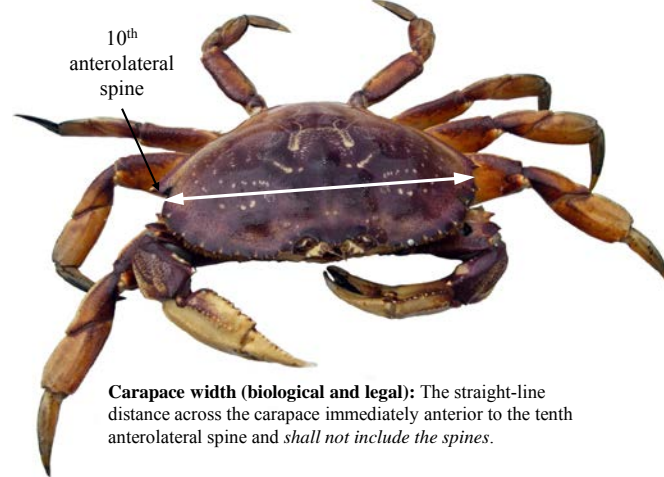 10th
anterolateral
spine
Carapace width (biological and legal): The straight-line
distance across the carapace immediately anterior to the tenth
anterolateral spine and shall not include the spines.